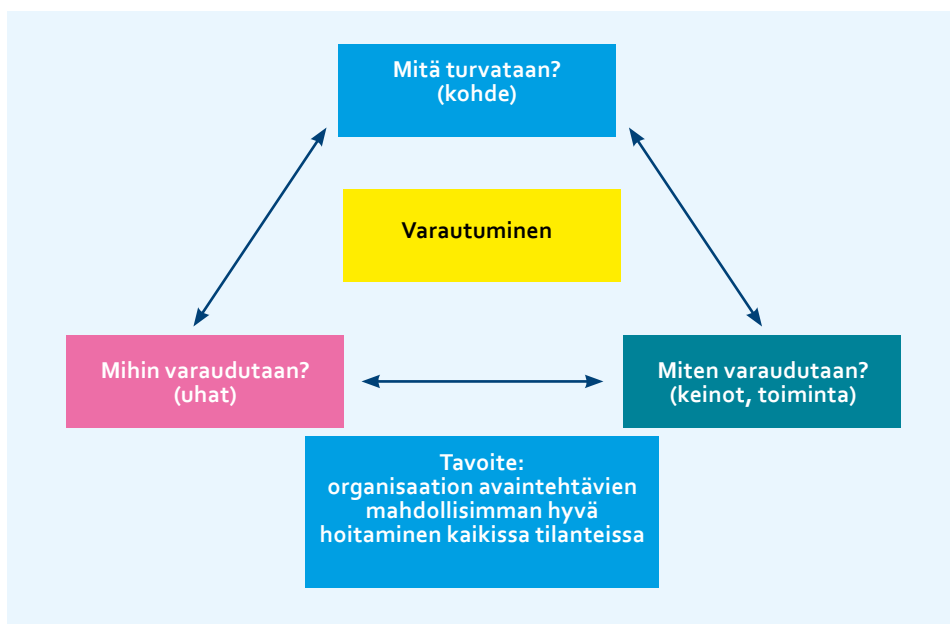 Mitä turvataan?
(kohde)
Varautuminen
Mihin varaudutaan?
(uhat)
Miten varaudutaan?
(keinot, toiminta)
Tavoite:
organisaation avaintehtävien
mahdollisimman hyvä
hoitaminen kaikissa tilanteissa